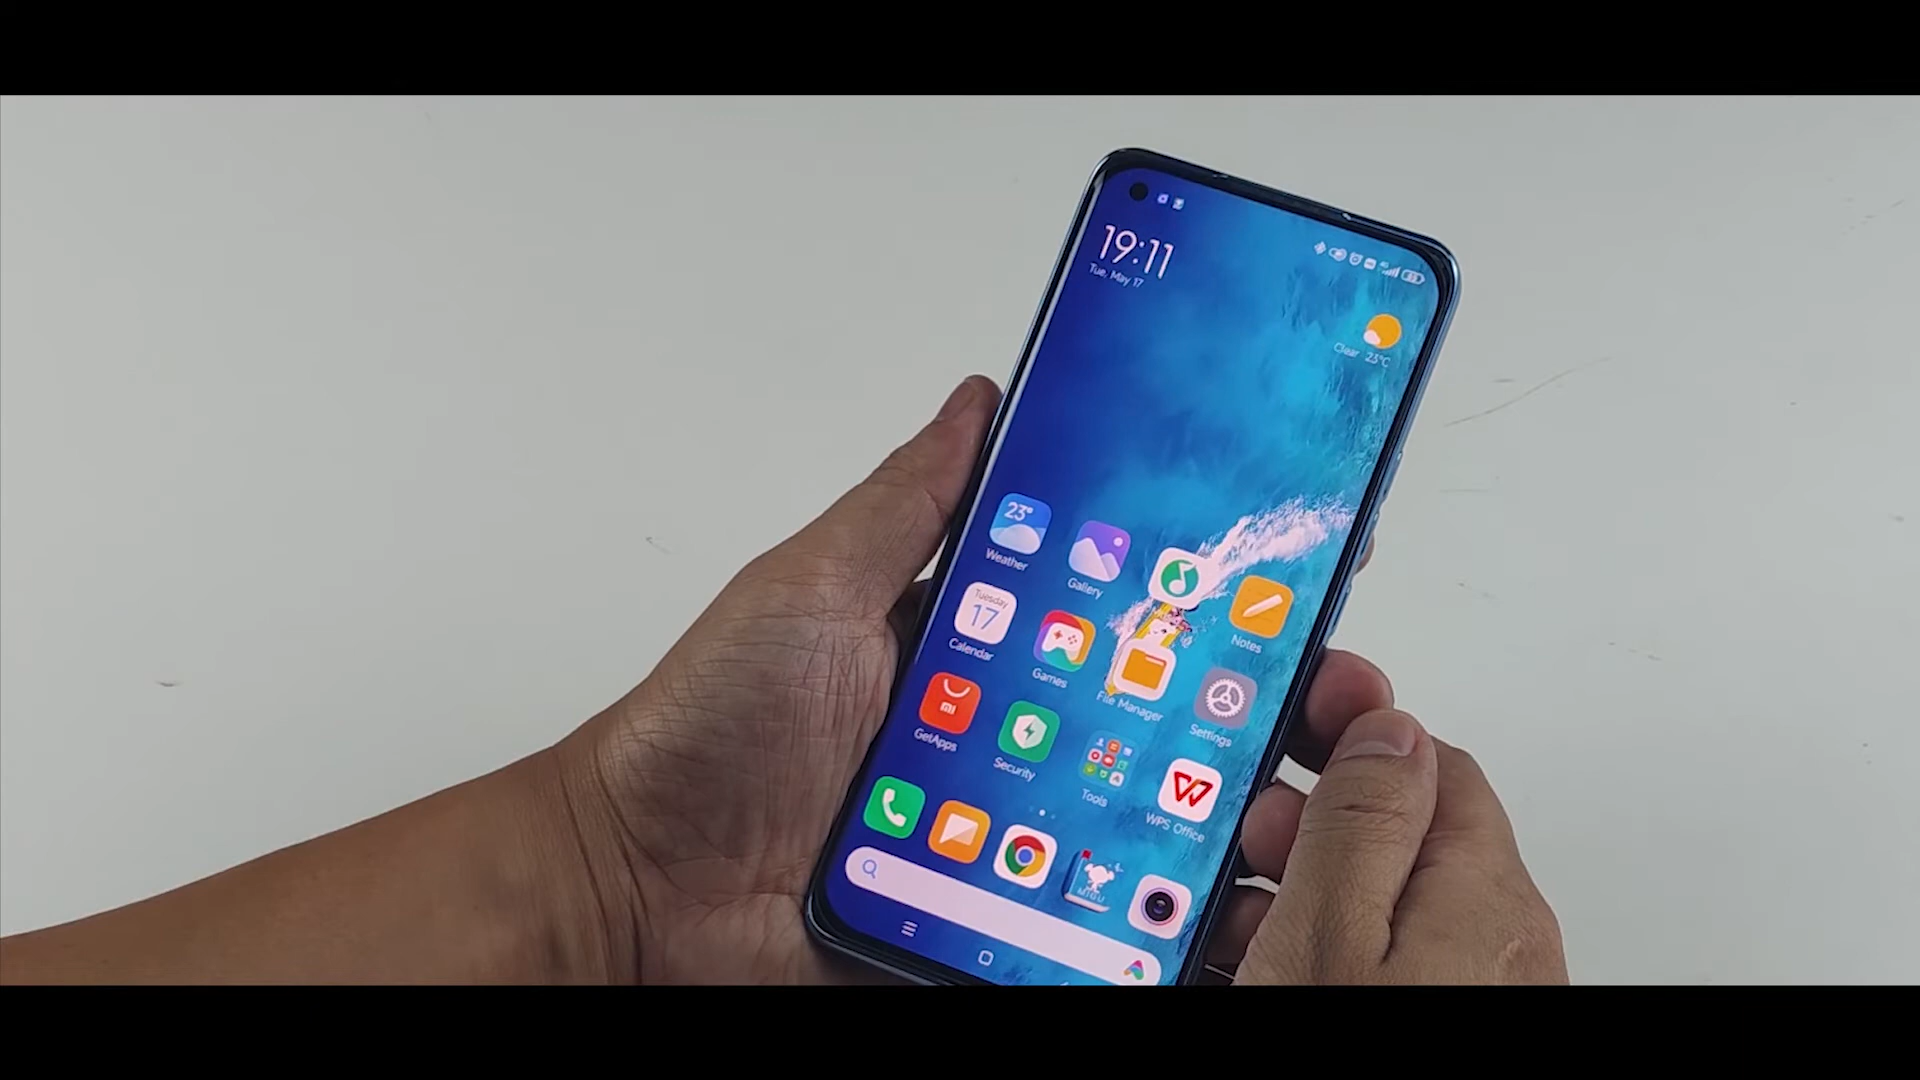 19:11
Tue, May 17
Clear 23°C
23°
Weather
Gallery
Notes
Tuesday
17
Calendar
Games
File Manager
Settings
mi
GetApps
Security
Tools
WPS Office